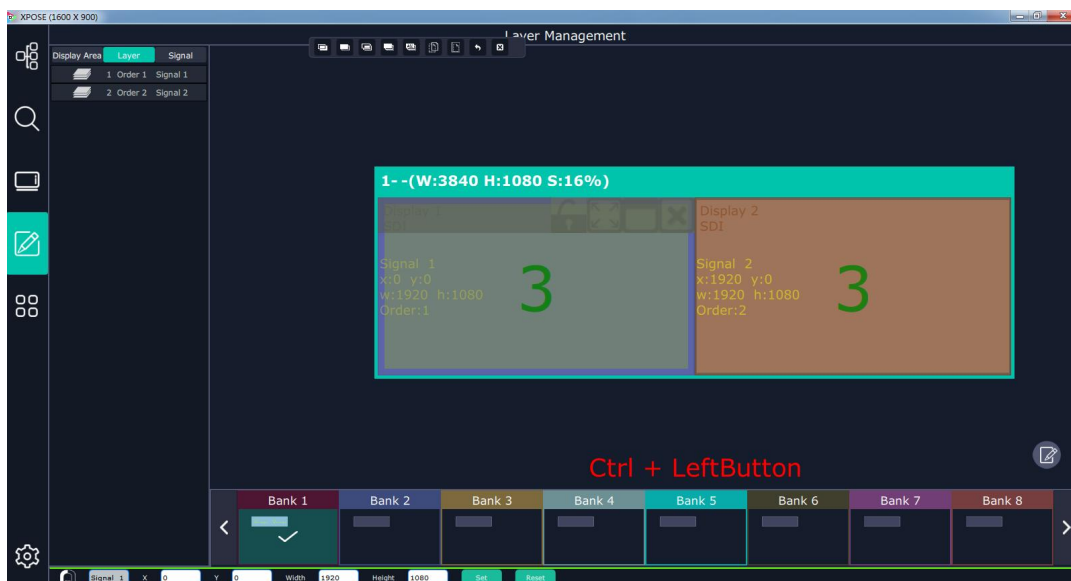 XPOSE (1600 X 900)
Layer Management
Display Area Layer Signal
1 Order 1 Signal 1
2 Order 2 Signal 2
1--(W:3840 H:1080 S:16%)
Display 1
SDI
Signal 1
x:0 y:0
w:1920 h:1080
Order:1
3
Display 2
SDI
Signal 2
x:1920 y:0
w:1920 h:1080
Order:2
3
Ctrl + LeftButton
Bank 1 Bank 2 Bank 3 Bank 4 Bank 5 Bank 6 Bank 7 Bank 8
Signal 1 X 0 Y 0 Width 1920 Height 1080 Set Reset